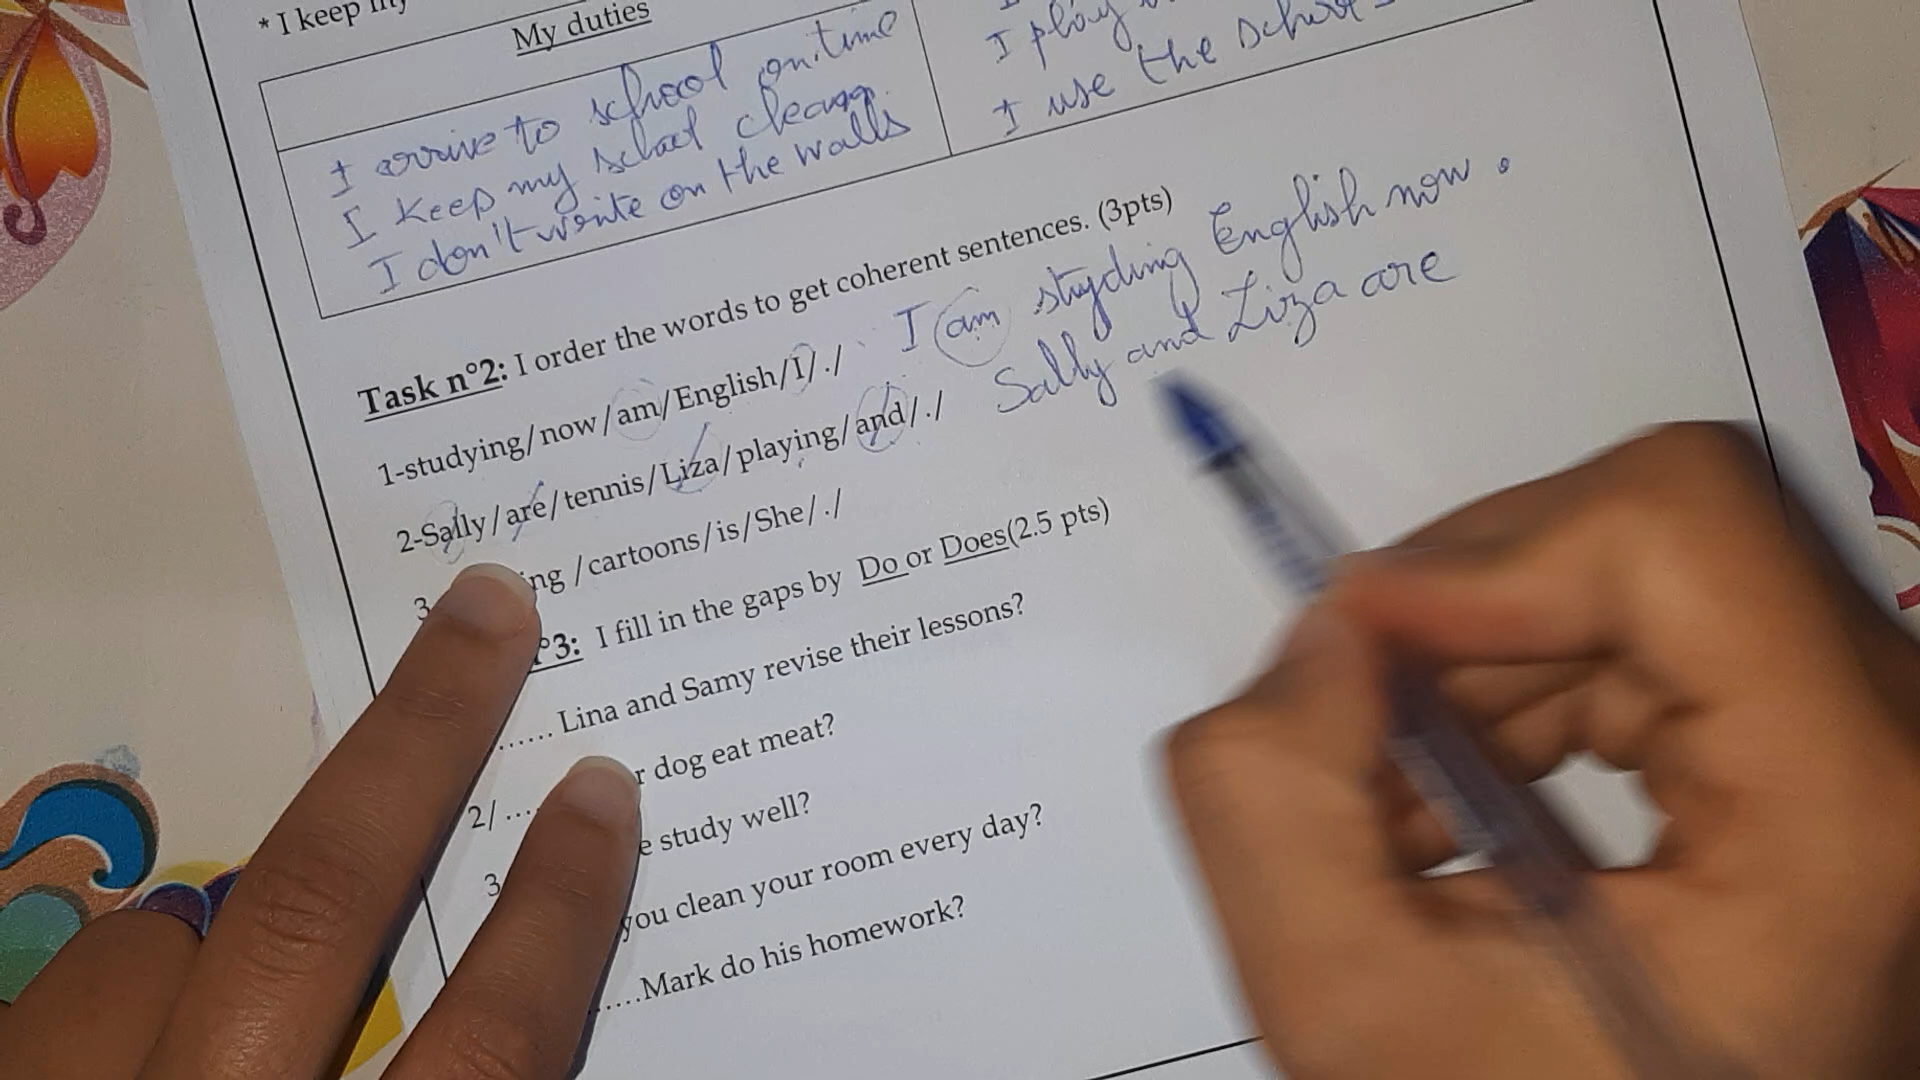 * I keep my
My duties
I arrive to school on time
I keep my school clean
I don't write on the walls
I play
I use the school
Task n°2: I order the words to get coherent sentences. (3pts)
1-studying/now/am/English/I/./ I am studying English now.
2-Sally/are/tennis/Liza/playing/and/./ Sally and Liza are
3 ing /cartoons/is/She/./
°3: I fill in the gaps by Do or Does(2.5 pts)
...... Lina and Samy revise their lessons?
2/ ... r dog eat meat?
3 e study well?
you clean your room every day?
.....Mark do his homework?